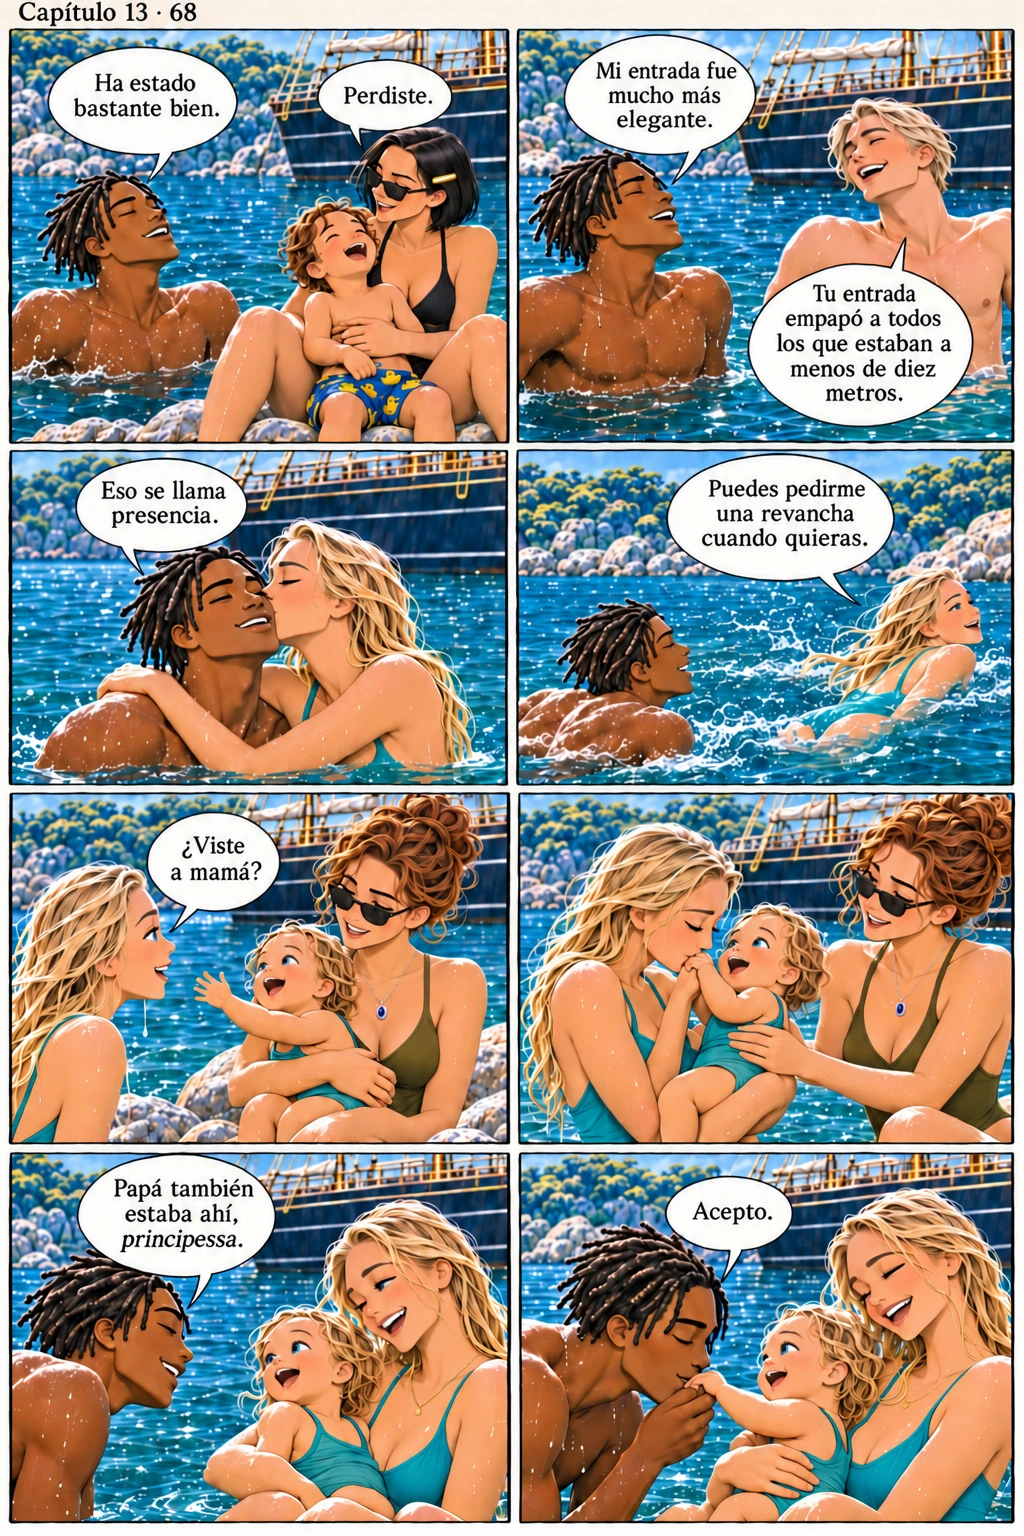 Capítulo 13 · 68
Ha estado
bastante bien.
Perdiste.
Mi entrada fue
mucho más
elegante.
Tu entrada
empapó a todos
los que estaban a
menos de diez
metros.
Eso se llama
presencia.
Puedes pedirme
una revancha
cuando quieras.
¿Viste
a mamá?
Papá también
estaba ahí,
principessa.
Acepto.